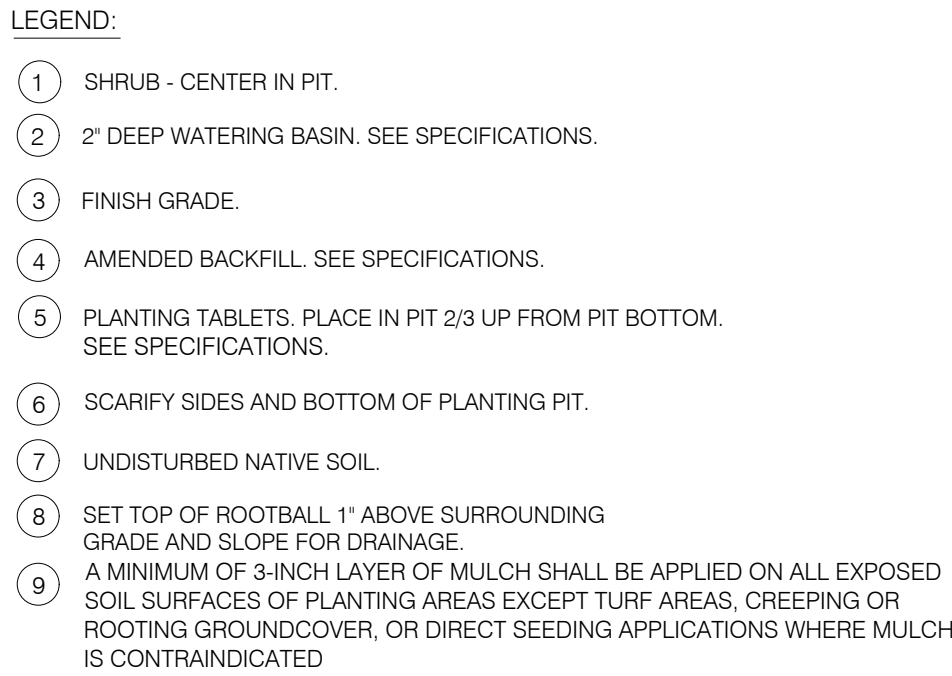 LEGEND:
1 SHRUB - CENTER IN PIT.
2 2" DEEP WATERING BASIN. SEE SPECIFICATIONS.
3 FINISH GRADE.
4 AMENDED BACKFILL. SEE SPECIFICATIONS.
5 PLANTING TABLETS. PLACE IN PIT 2/3 UP FROM PIT BOTTOM.
SEE SPECIFICATIONS.
6 SCARIFY SIDES AND BOTTOM OF PLANTING PIT.
7 UNDISTURBED NATIVE SOIL.
8 SET TOP OF ROOTBALL 1" ABOVE SURROUNDING
GRADE AND SLOPE FOR DRAINAGE.
9 A MINIMUM OF 3-INCH LAYER OF MULCH SHALL BE APPLIED ON ALL EXPOSED
SOIL SURFACES OF PLANTING AREAS EXCEPT TURF AREAS, CREEPING OR
ROOTING GROUNDCOVER, OR DIRECT SEEDING APPLICATIONS WHERE MULCH
IS CONTRAINDICATED